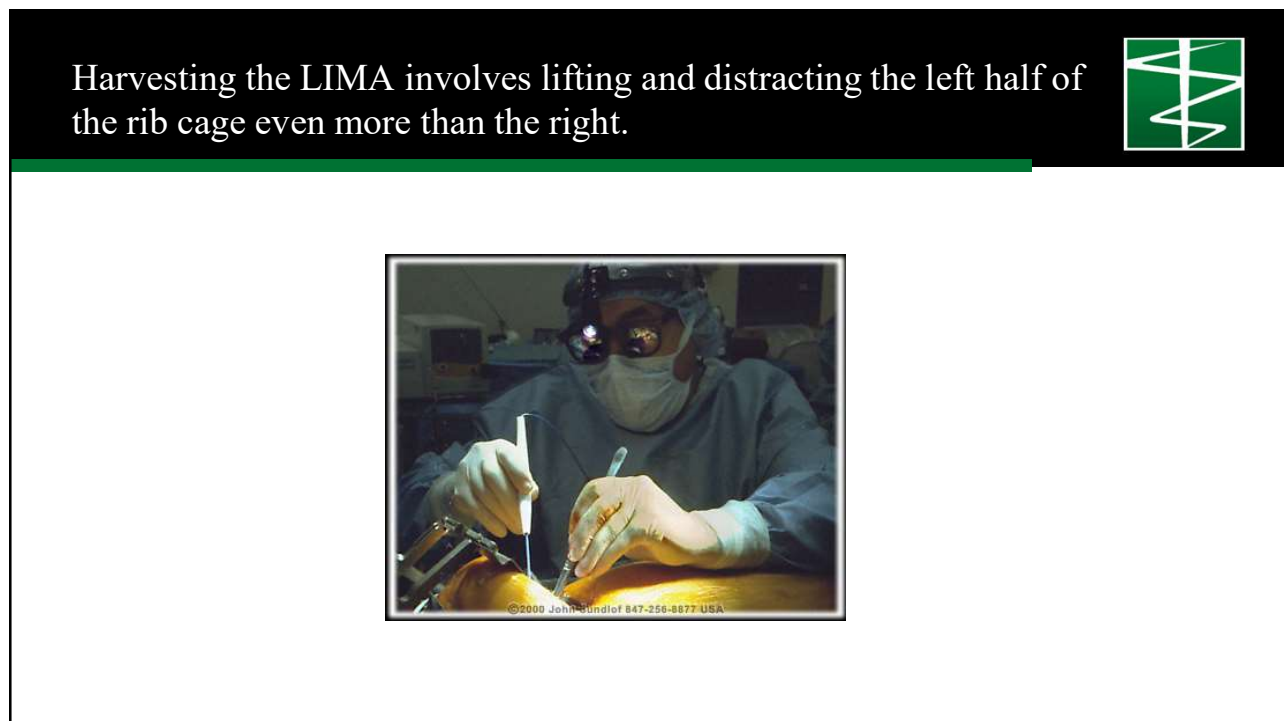 Harvesting the LIMA involves lifting and distracting the left half of
the rib cage even more than the right.
©2000 John Sundlof 847-256-8877 USA